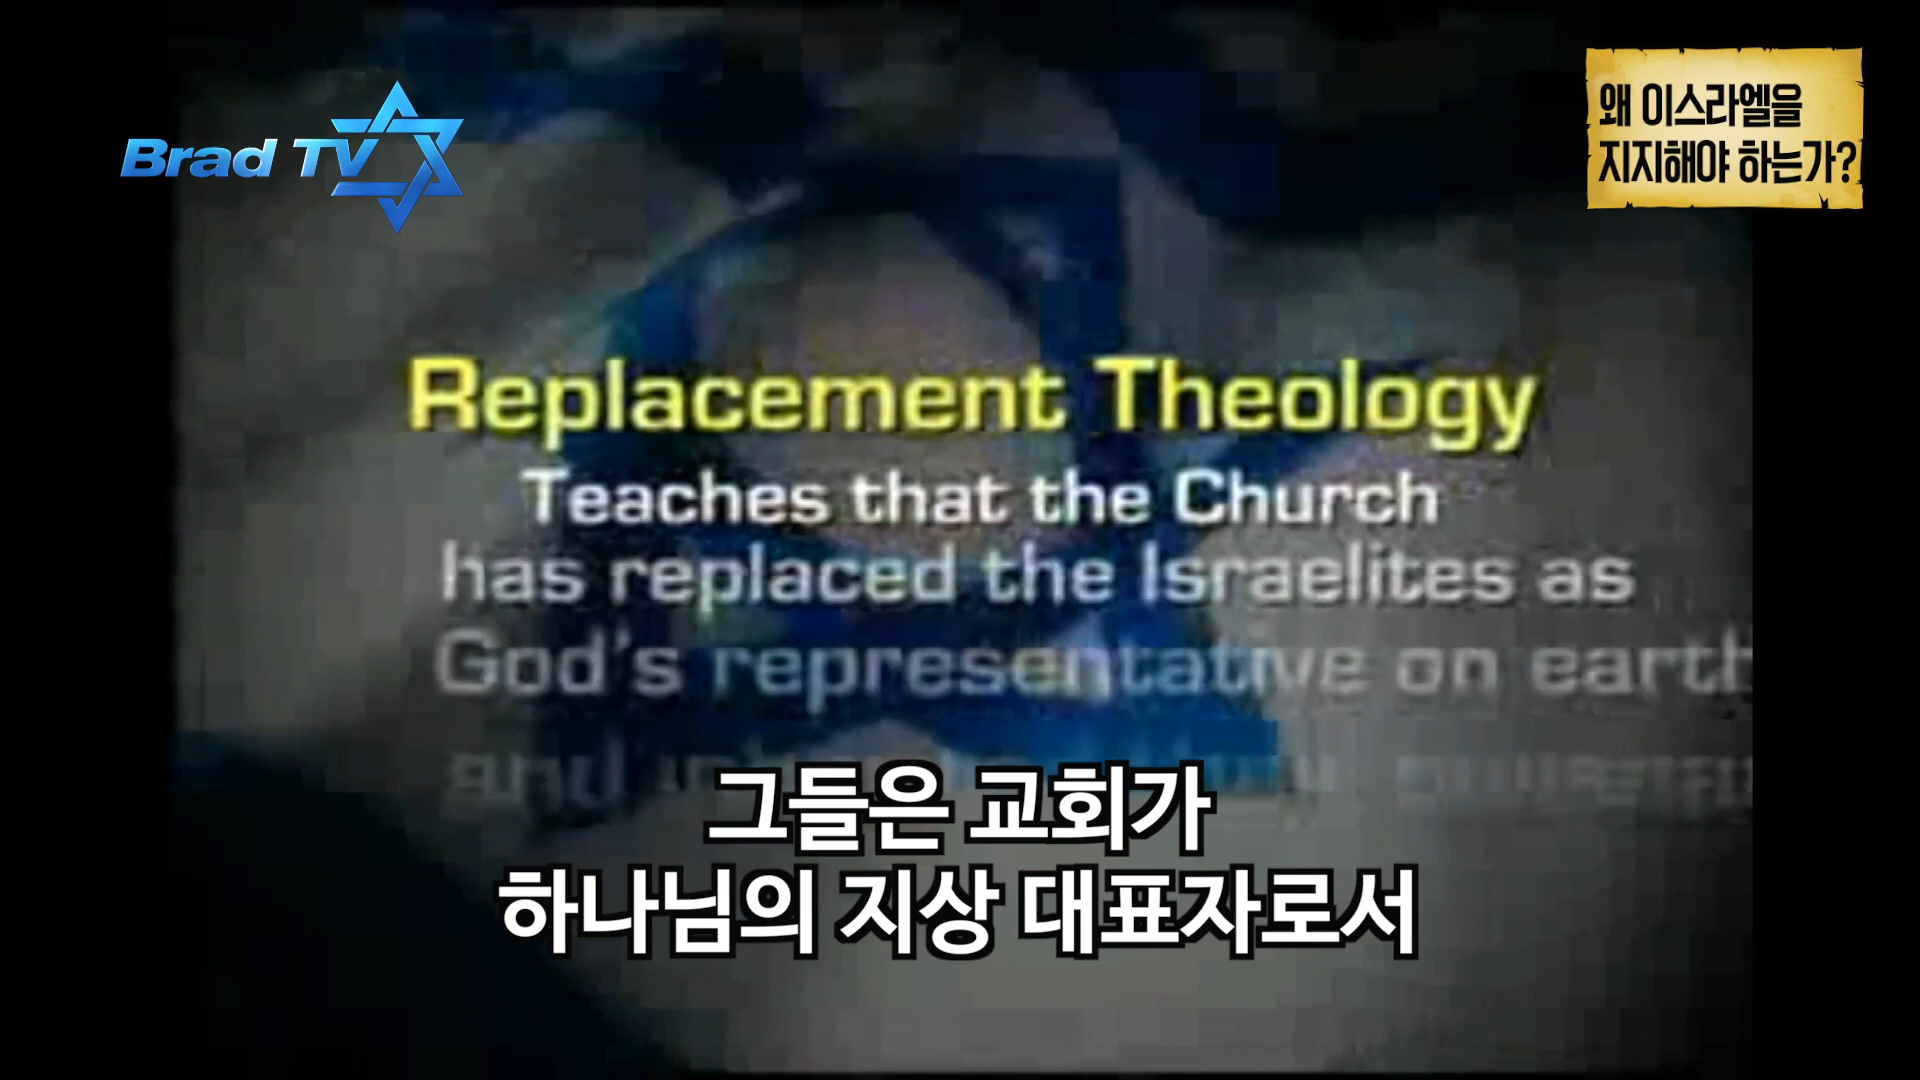 Brad TV
왜 이스라엘을
지지해야 하는가?
Replacement Theology
Teaches that the Church
has replaced the Israelites as
God's representative on earth
and
그들은 교회가
하나님의 지상 대표자로서